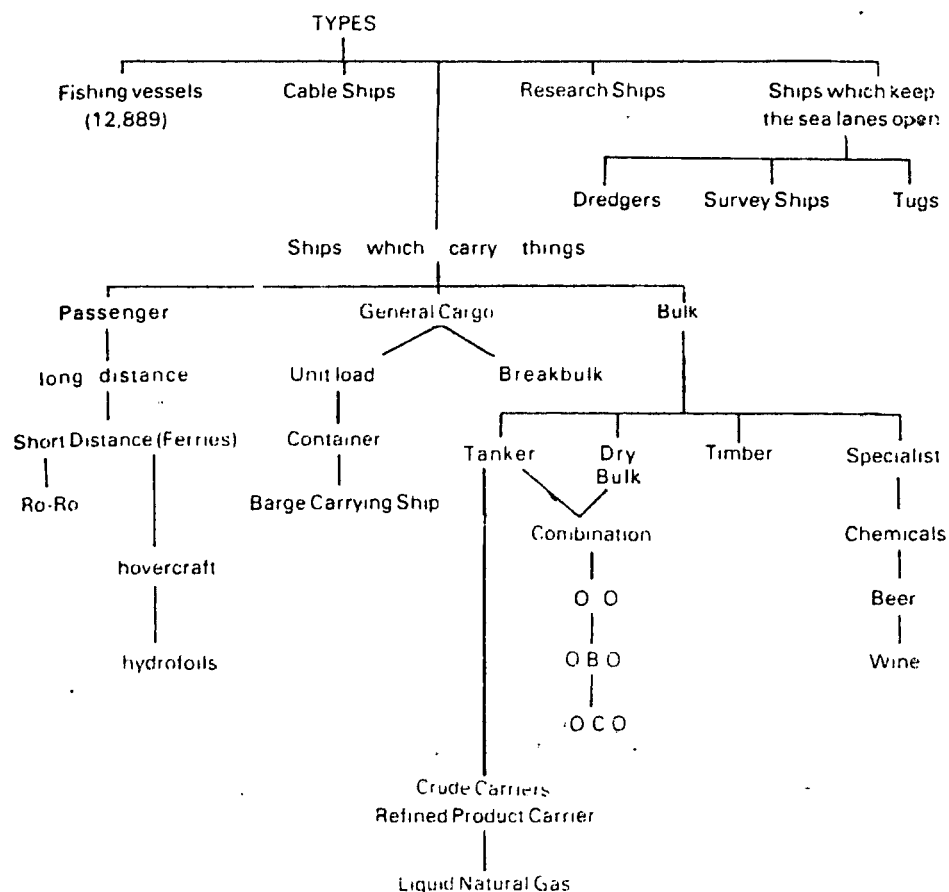 TYPES
Fishing vessels Cable Ships Research Ships Ships which keep
(12,889) the sea lanes open
Dredgers Survey Ships Tugs
Ships which carry things
Passenger General Cargo Bulk
long distance Unit load Breakbulk
Short Distance (Ferries) Container Tanker Dry Timber Specialist
Bulk
Ro-Ro Barge Carrying Ship
Combination Chemicals
hovercraft
O O Beer
hydrofoils O B O Wine
O C O
Crude Carriers
Refined Product Carrier
Liquid Natural Gas